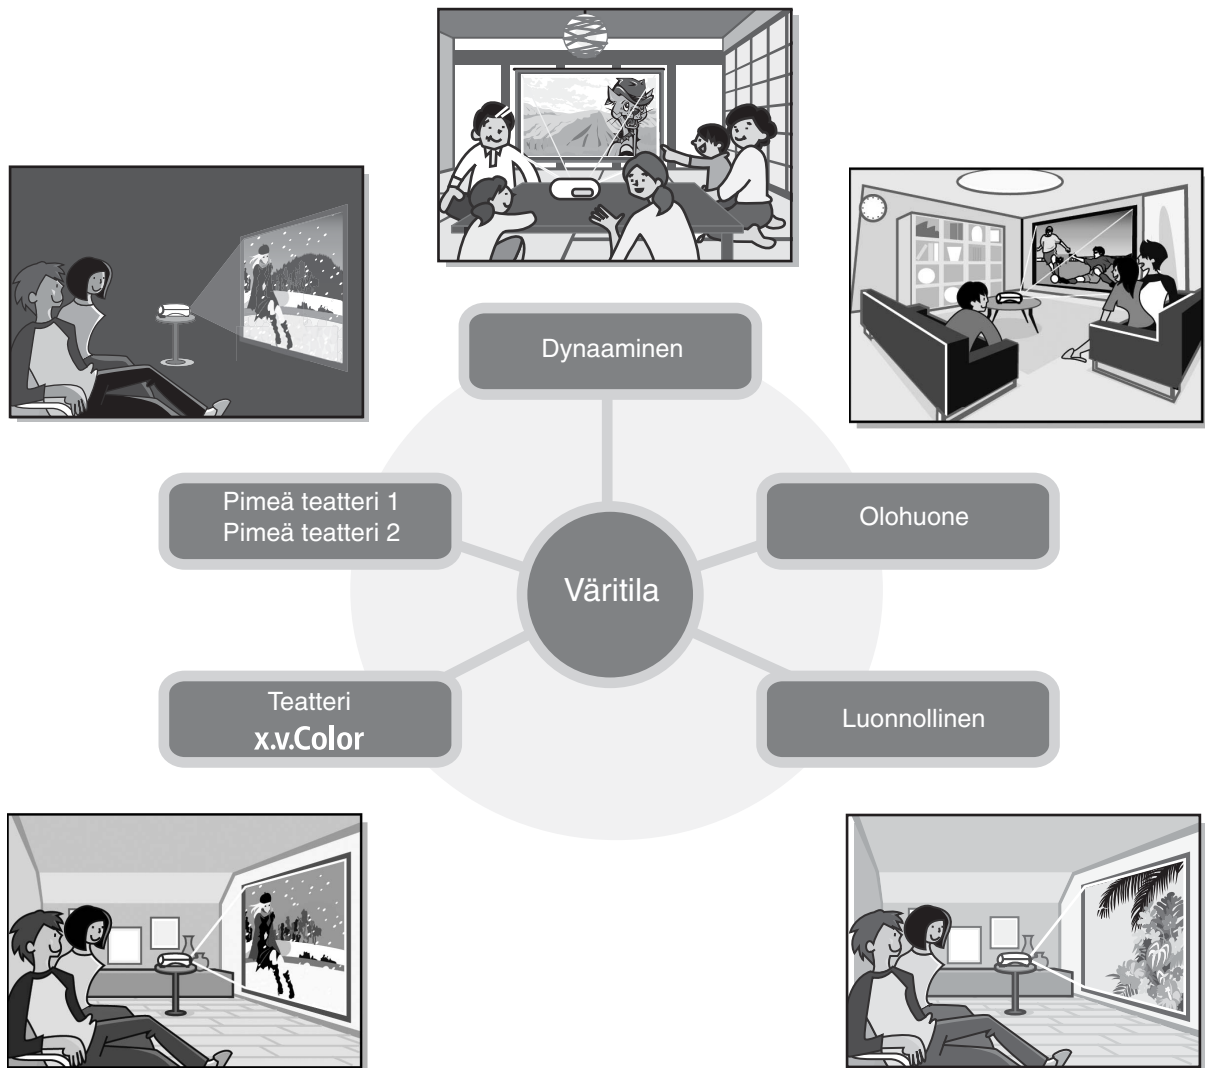 Dynaaminen
Pimeä teatteri 1
Pimeä teatteri 2
Olohuone
Väritila
Teatteri
x.v.Color
Luonnollinen